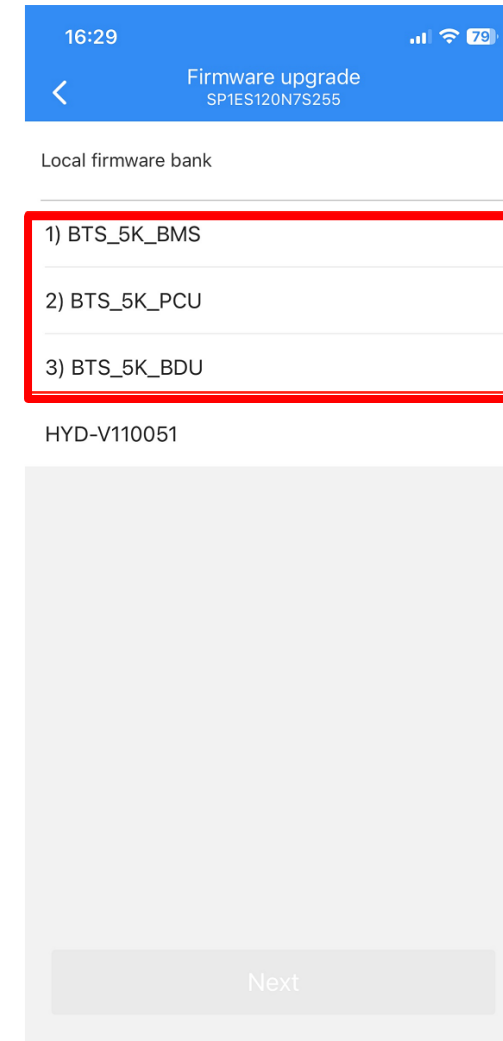 16:29
79
Firmware upgrade
SP1ES120N7S255
Local firmware bank
1) BTS_5K_BMS
2) BTS_5K_PCU
3) BTS_5K_BDU
HYD-V110051
Next